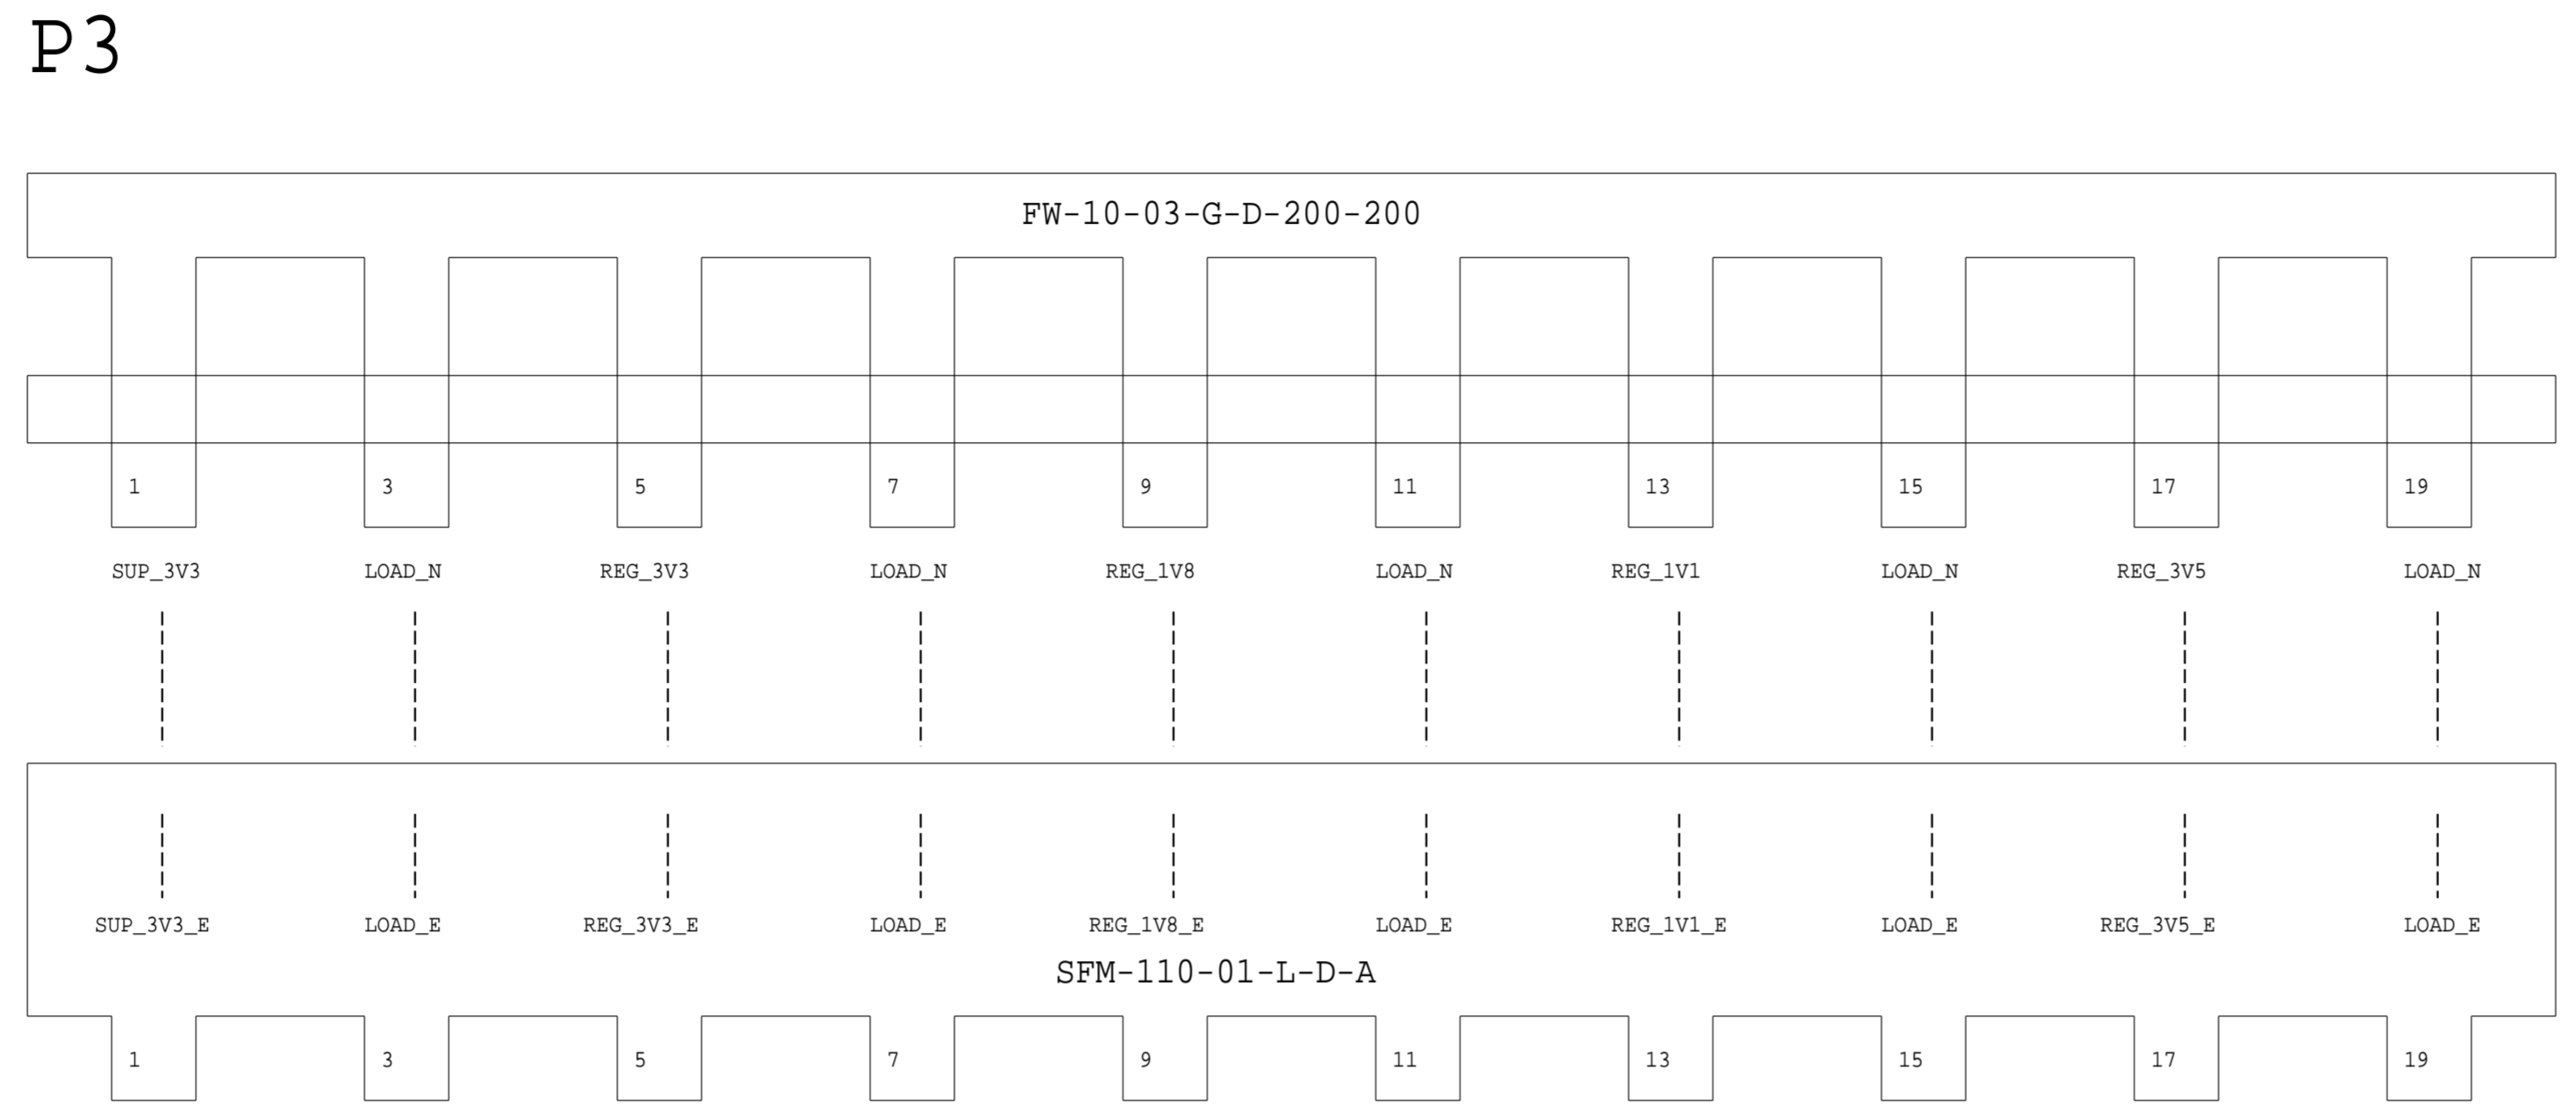 P3
FW-10-03-G-D-200-200
1 3 5 7 9 11 13 15 17 19
SUP_3V3 LOAD_N REG_3V3 LOAD_N REG_1V8 LOAD_N REG_1V1 LOAD_N REG_3V5 LOAD_N
SUP_3V3_E LOAD_E REG_3V3_E LOAD_E REG_1V8_E LOAD_E REG_1V1_E LOAD_E REG_3V5_E LOAD_E
SFM-110-01-L-D-A
1 3 5 7 9 11 13 15 17 19